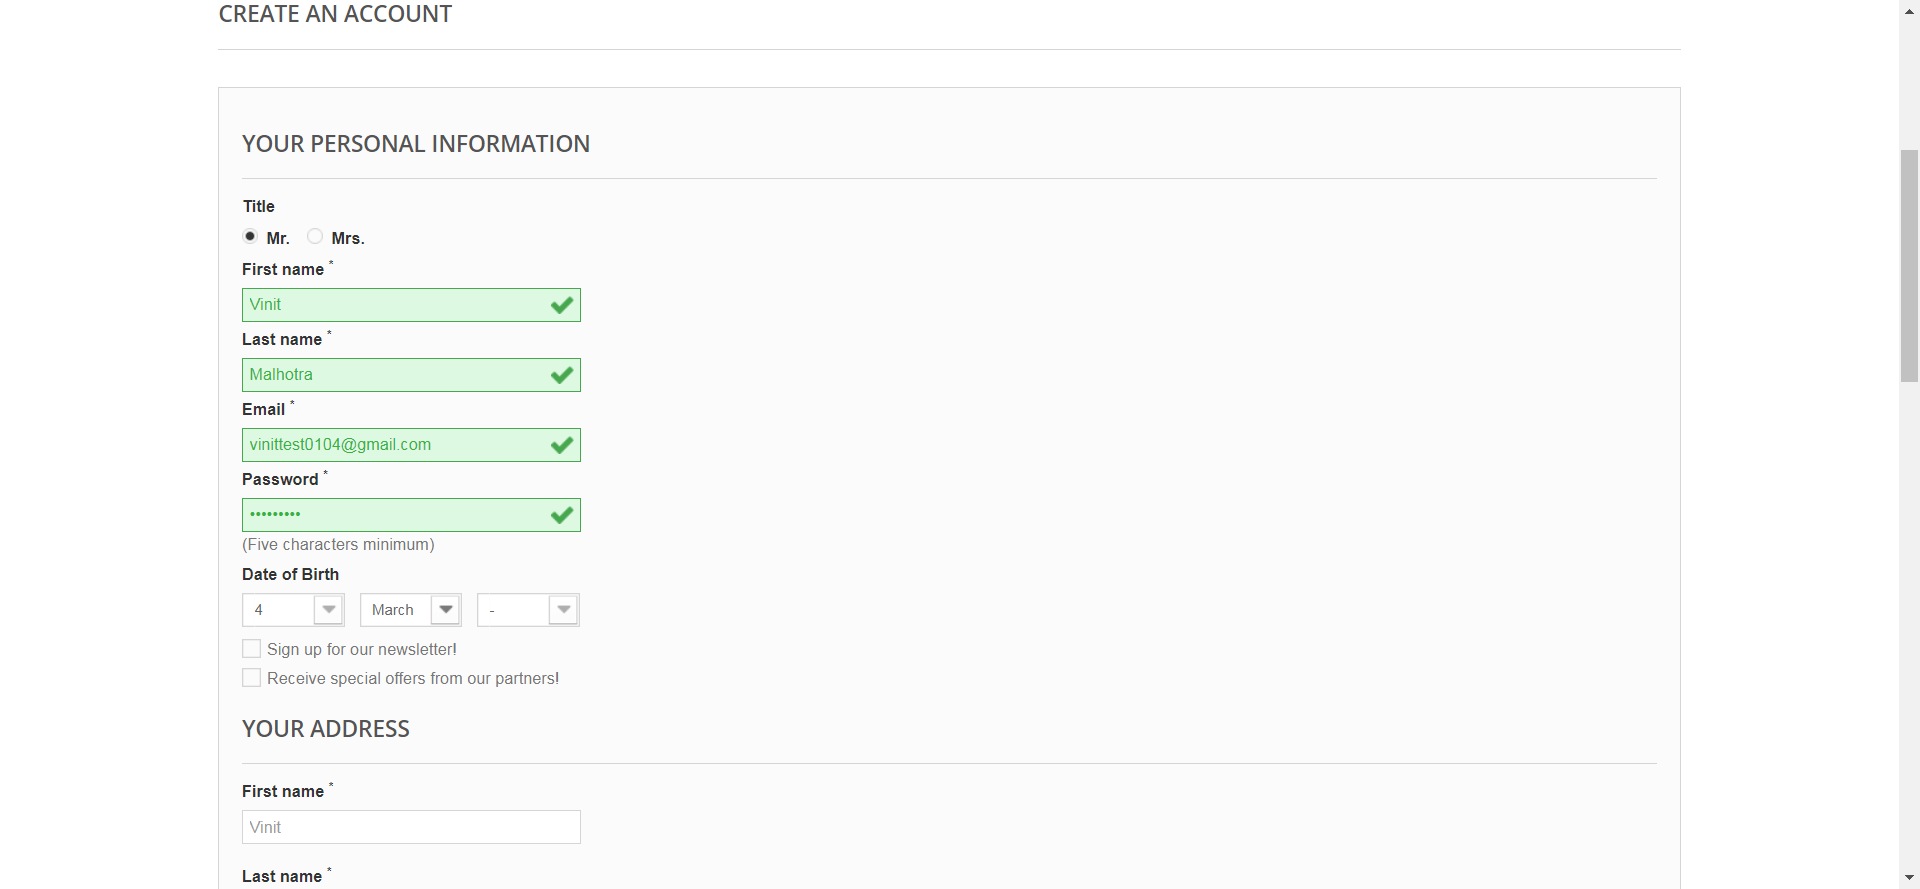 CREATE AN ACCOUNT
YOUR PERSONAL INFORMATION
Title
Mr. Mrs.
First name *
Vinit
Last name *
Malhotra
Email *
vinittest0104@gmail.com
Password *
•••••••••
(Five characters minimum)
Date of Birth
4 March -
Sign up for our newsletter!
Receive special offers from our partners!
YOUR ADDRESS
First name *
Vinit
Last name *